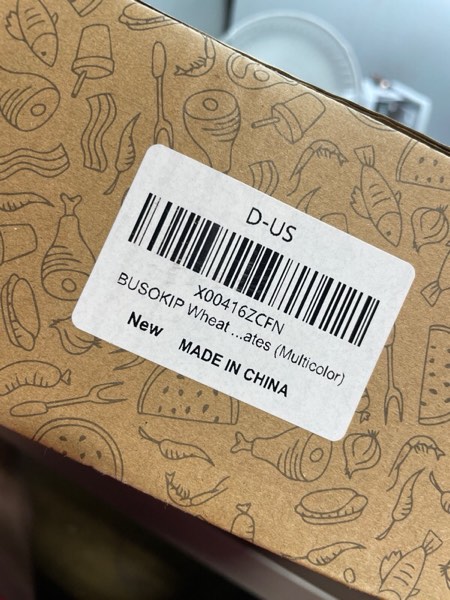 D-US
X00416ZCFN
BUSOKIP Wheat ...ates (Multicolor)
New
MADE IN CHINA